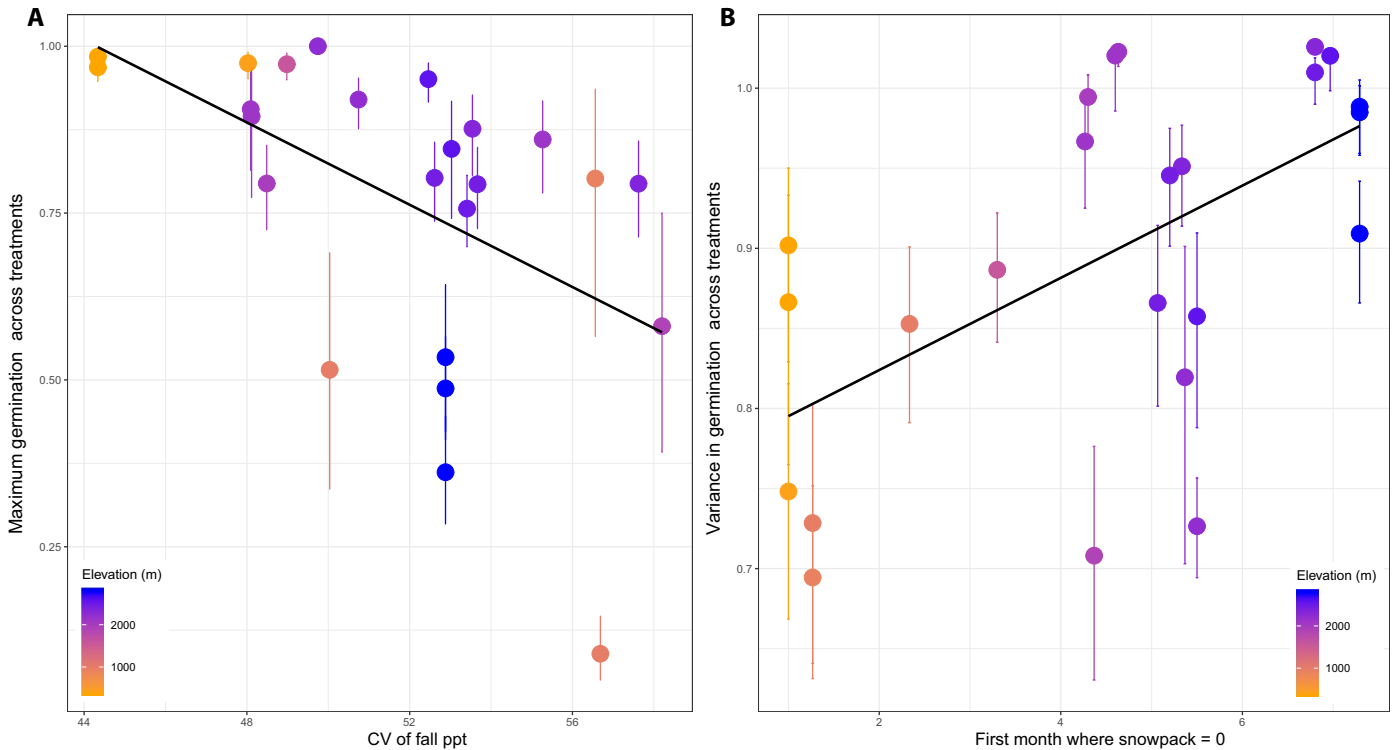 A
Maximum germination across treatments
1.00
0.75
0.50
0.25
Elevation (m)
2000
1000
44
48
52
56
CV of fall ppt
B
Variance in germination across treatments
1.0
0.9
0.8
0.7
Elevation (m)
2000
1000
2
4
6
First month where snowpack = 0